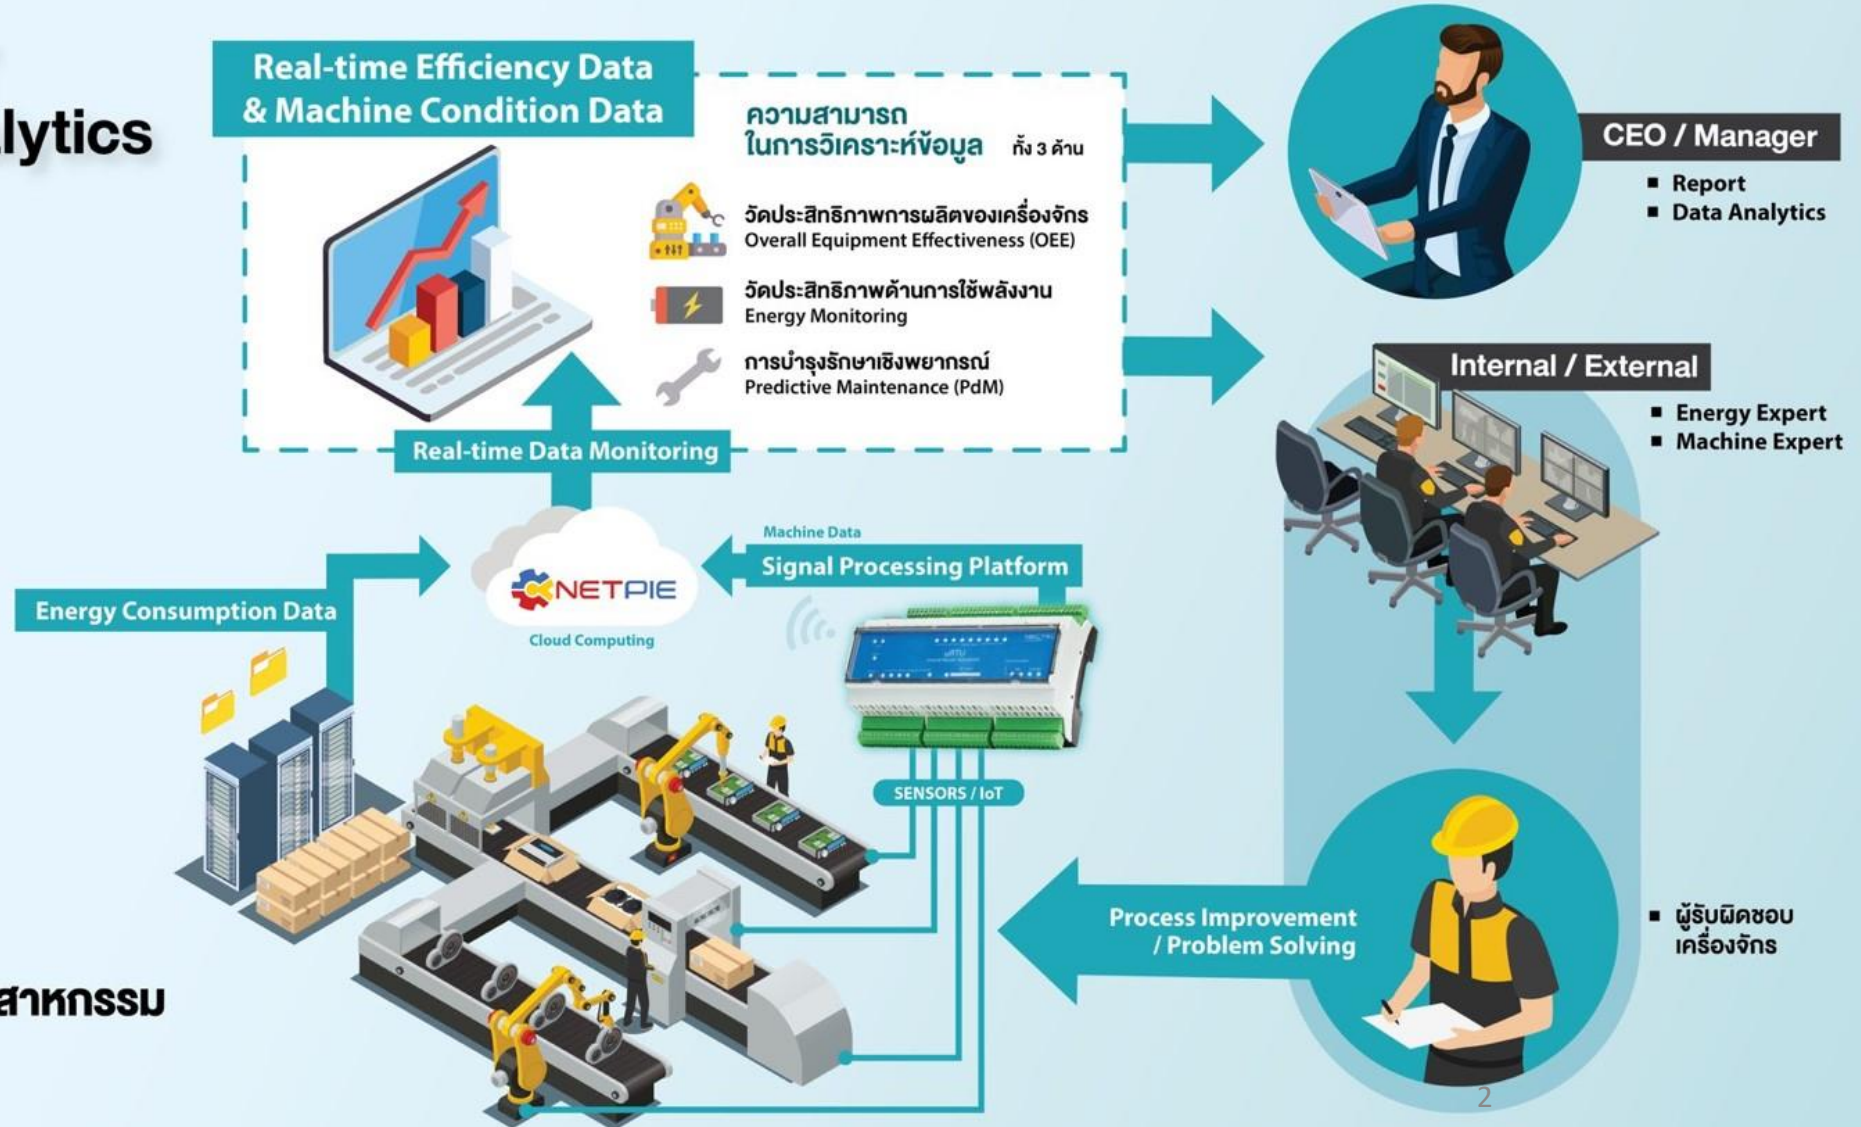 lytics
Real-time Efficiency Data
& Machine Condition Data
ความสามารถ
ในการวิเคราะห์ข้อมูล ทั้ง 3 ด้าน
วัดประสิทธิภาพการผลิตของเครื่องจักร
Overall Equipment Effectiveness (OEE)
วัดประสิทธิภาพด้านการใช้พลังงาน
Energy Monitoring
การบำรุงรักษาเชิงพยากรณ์
Predictive Maintenance (PdM)
Real-time Data Monitoring
CEO / Manager
▪ Report
▪ Data Analytics
Internal / External
▪ Energy Expert
▪ Machine Expert
Machine Data
Signal Processing Platform
NETPIE
Cloud Computing
Energy Consumption Data
uRTU
SENSORS / IoT
Process Improvement
/ Problem Solving
▪ ผู้รับผิดชอบ
เครื่องจักร
สาหกรรม
2